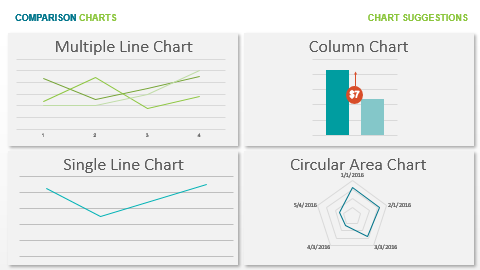 COMPARISON CHARTS
CHART SUGGESTIONS
Multiple Line Chart
1 2 3 4
Column Chart
$7
Single Line Chart
Circular Area Chart
1/1/2016
5/4/2016
2/1/2016
4/3/2016
3/3/2016